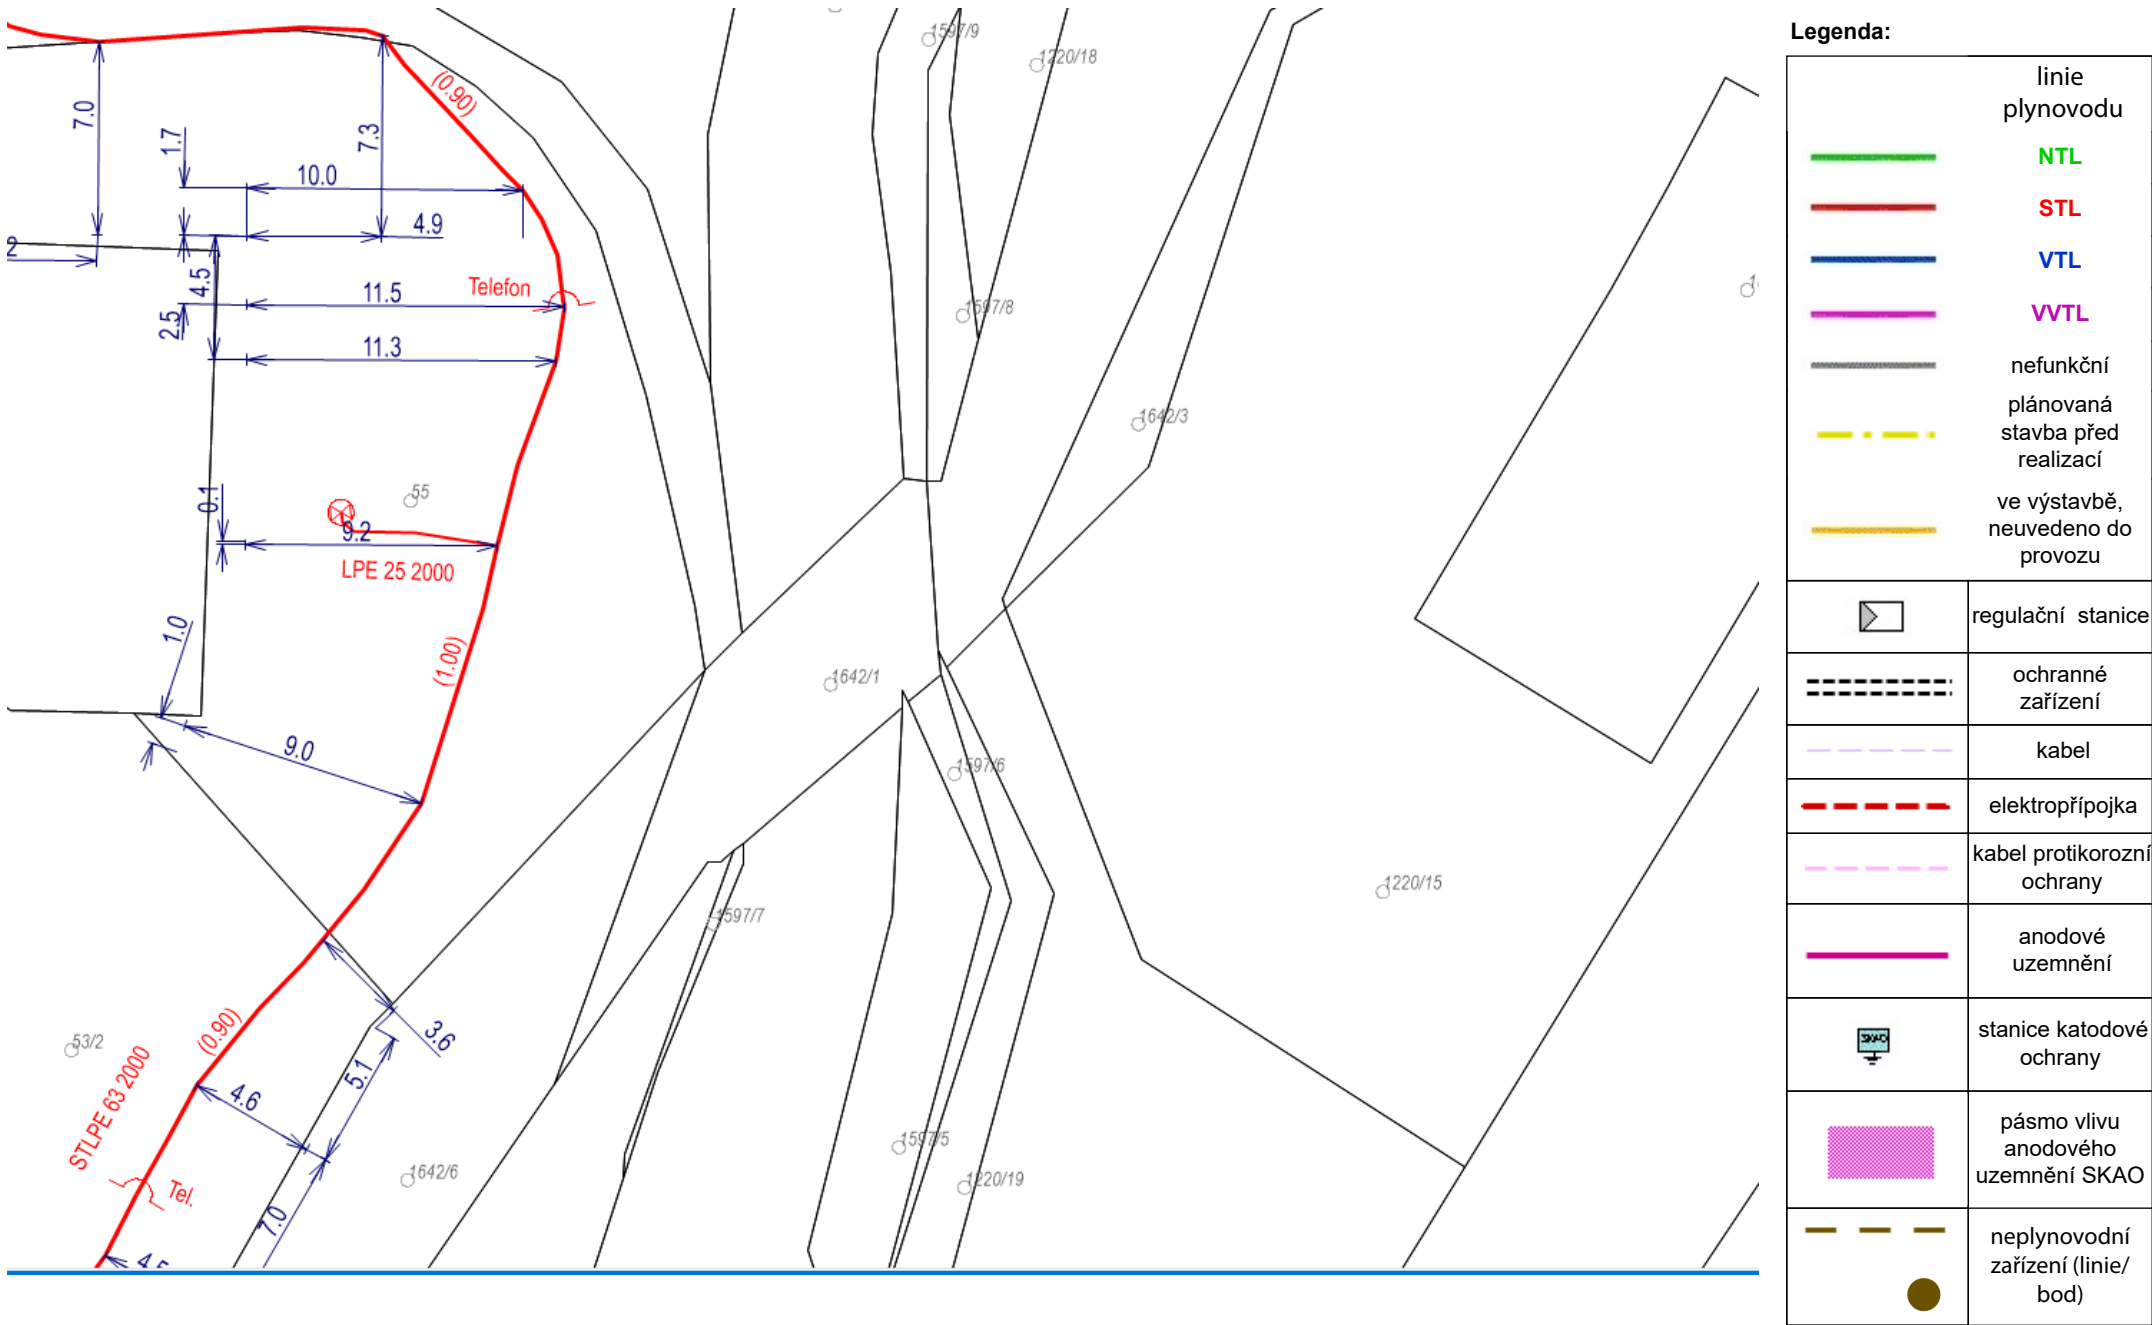 1597/9
1220/18
(0.90)
7.0
1.7
7.3
10.0
4.9
2
4.5
Telefon
11.5
2.5
1597/8
11.3
1642/3
55
0.1
9.2
LPE 25 2000
1.0
(1.00)
1642/1
9.0
1597/6
1220/15
1597/7
(0.90)
3.6
53/2
5.1
STLPE 63 2000
4.6
1597/5
1642/6
1220/19
Tel.
7.0
Legenda:
linie
plynovodu
NTL
STL
VTL
VVTL
nefunkční
plánovaná
stavba před
realizací
ve výstavbě,
neuvedeno do
provozu
regulační stanice
ochranné
zařízení
kabel
elektropřípojka
kabel protikorozní
ochrany
anodové
uzemnění
SKAO
stanice katodové
ochrany
pásmo vlivu
anodového
uzemnění SKAO
neplynovodní
zařízení (linie/
bod)